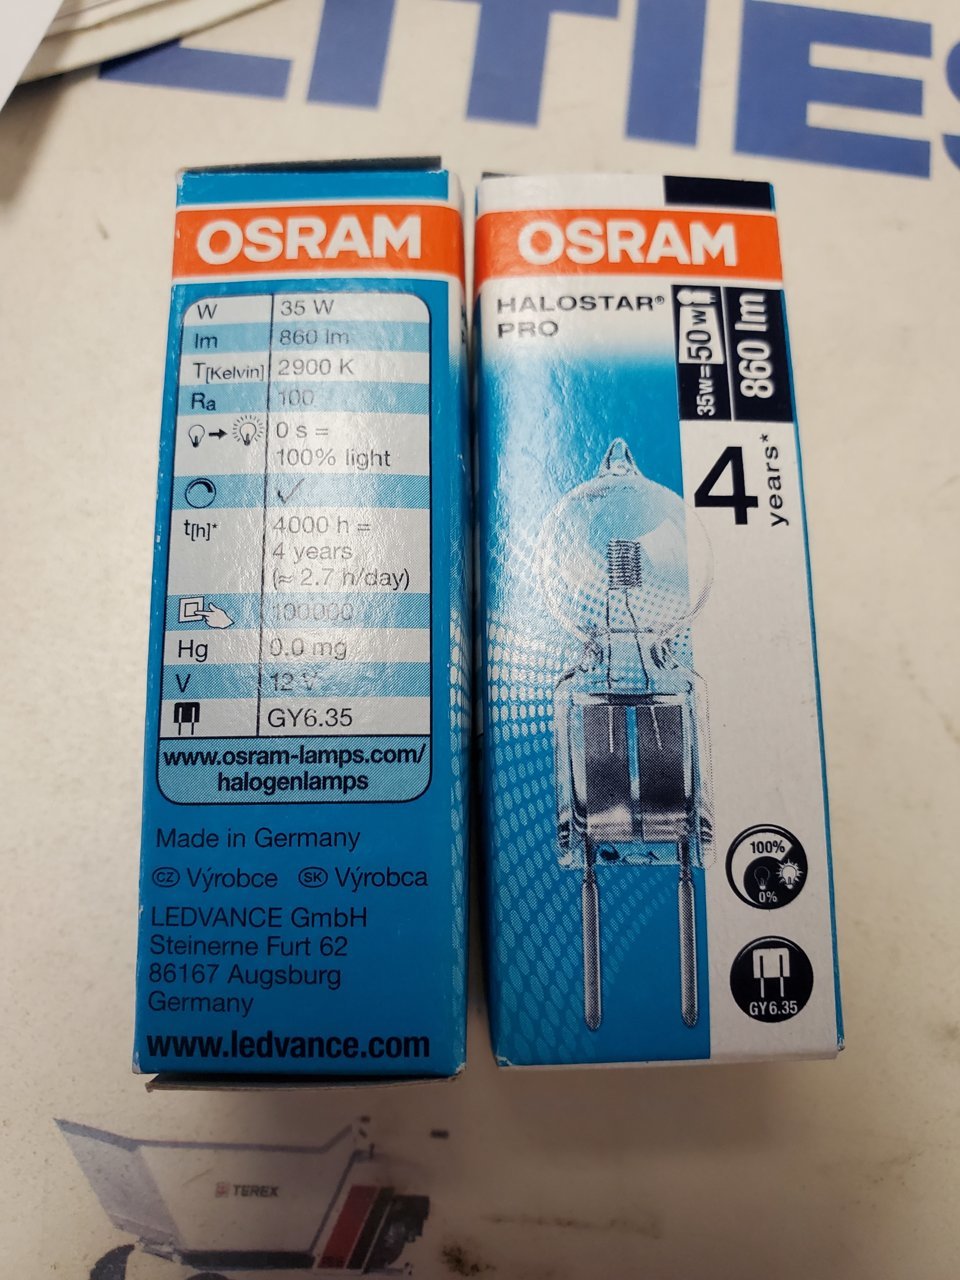 ITIES
OSRAM
W 35 W
lm 860 lm
T[Kelvin] 2900 K
Ra 100
0 s =
100% light
t[h]* 4000 h =
4 years
(≈ 2.7 h/day)
100000
Hg 0.0 mg
V 12 V
GY6.35
www.osram-lamps.com/
halogenlamps
Made in Germany
CZ Výrobce SK Výrobca
LEDVANCE GmbH
Steinerne Furt 62
86167 Augsburg
Germany
www.ledvance.com
OSRAM
HALOSTAR®
PRO
35w=50w
860 lm
4
years*
100%
0%
GY6.35
TEREX